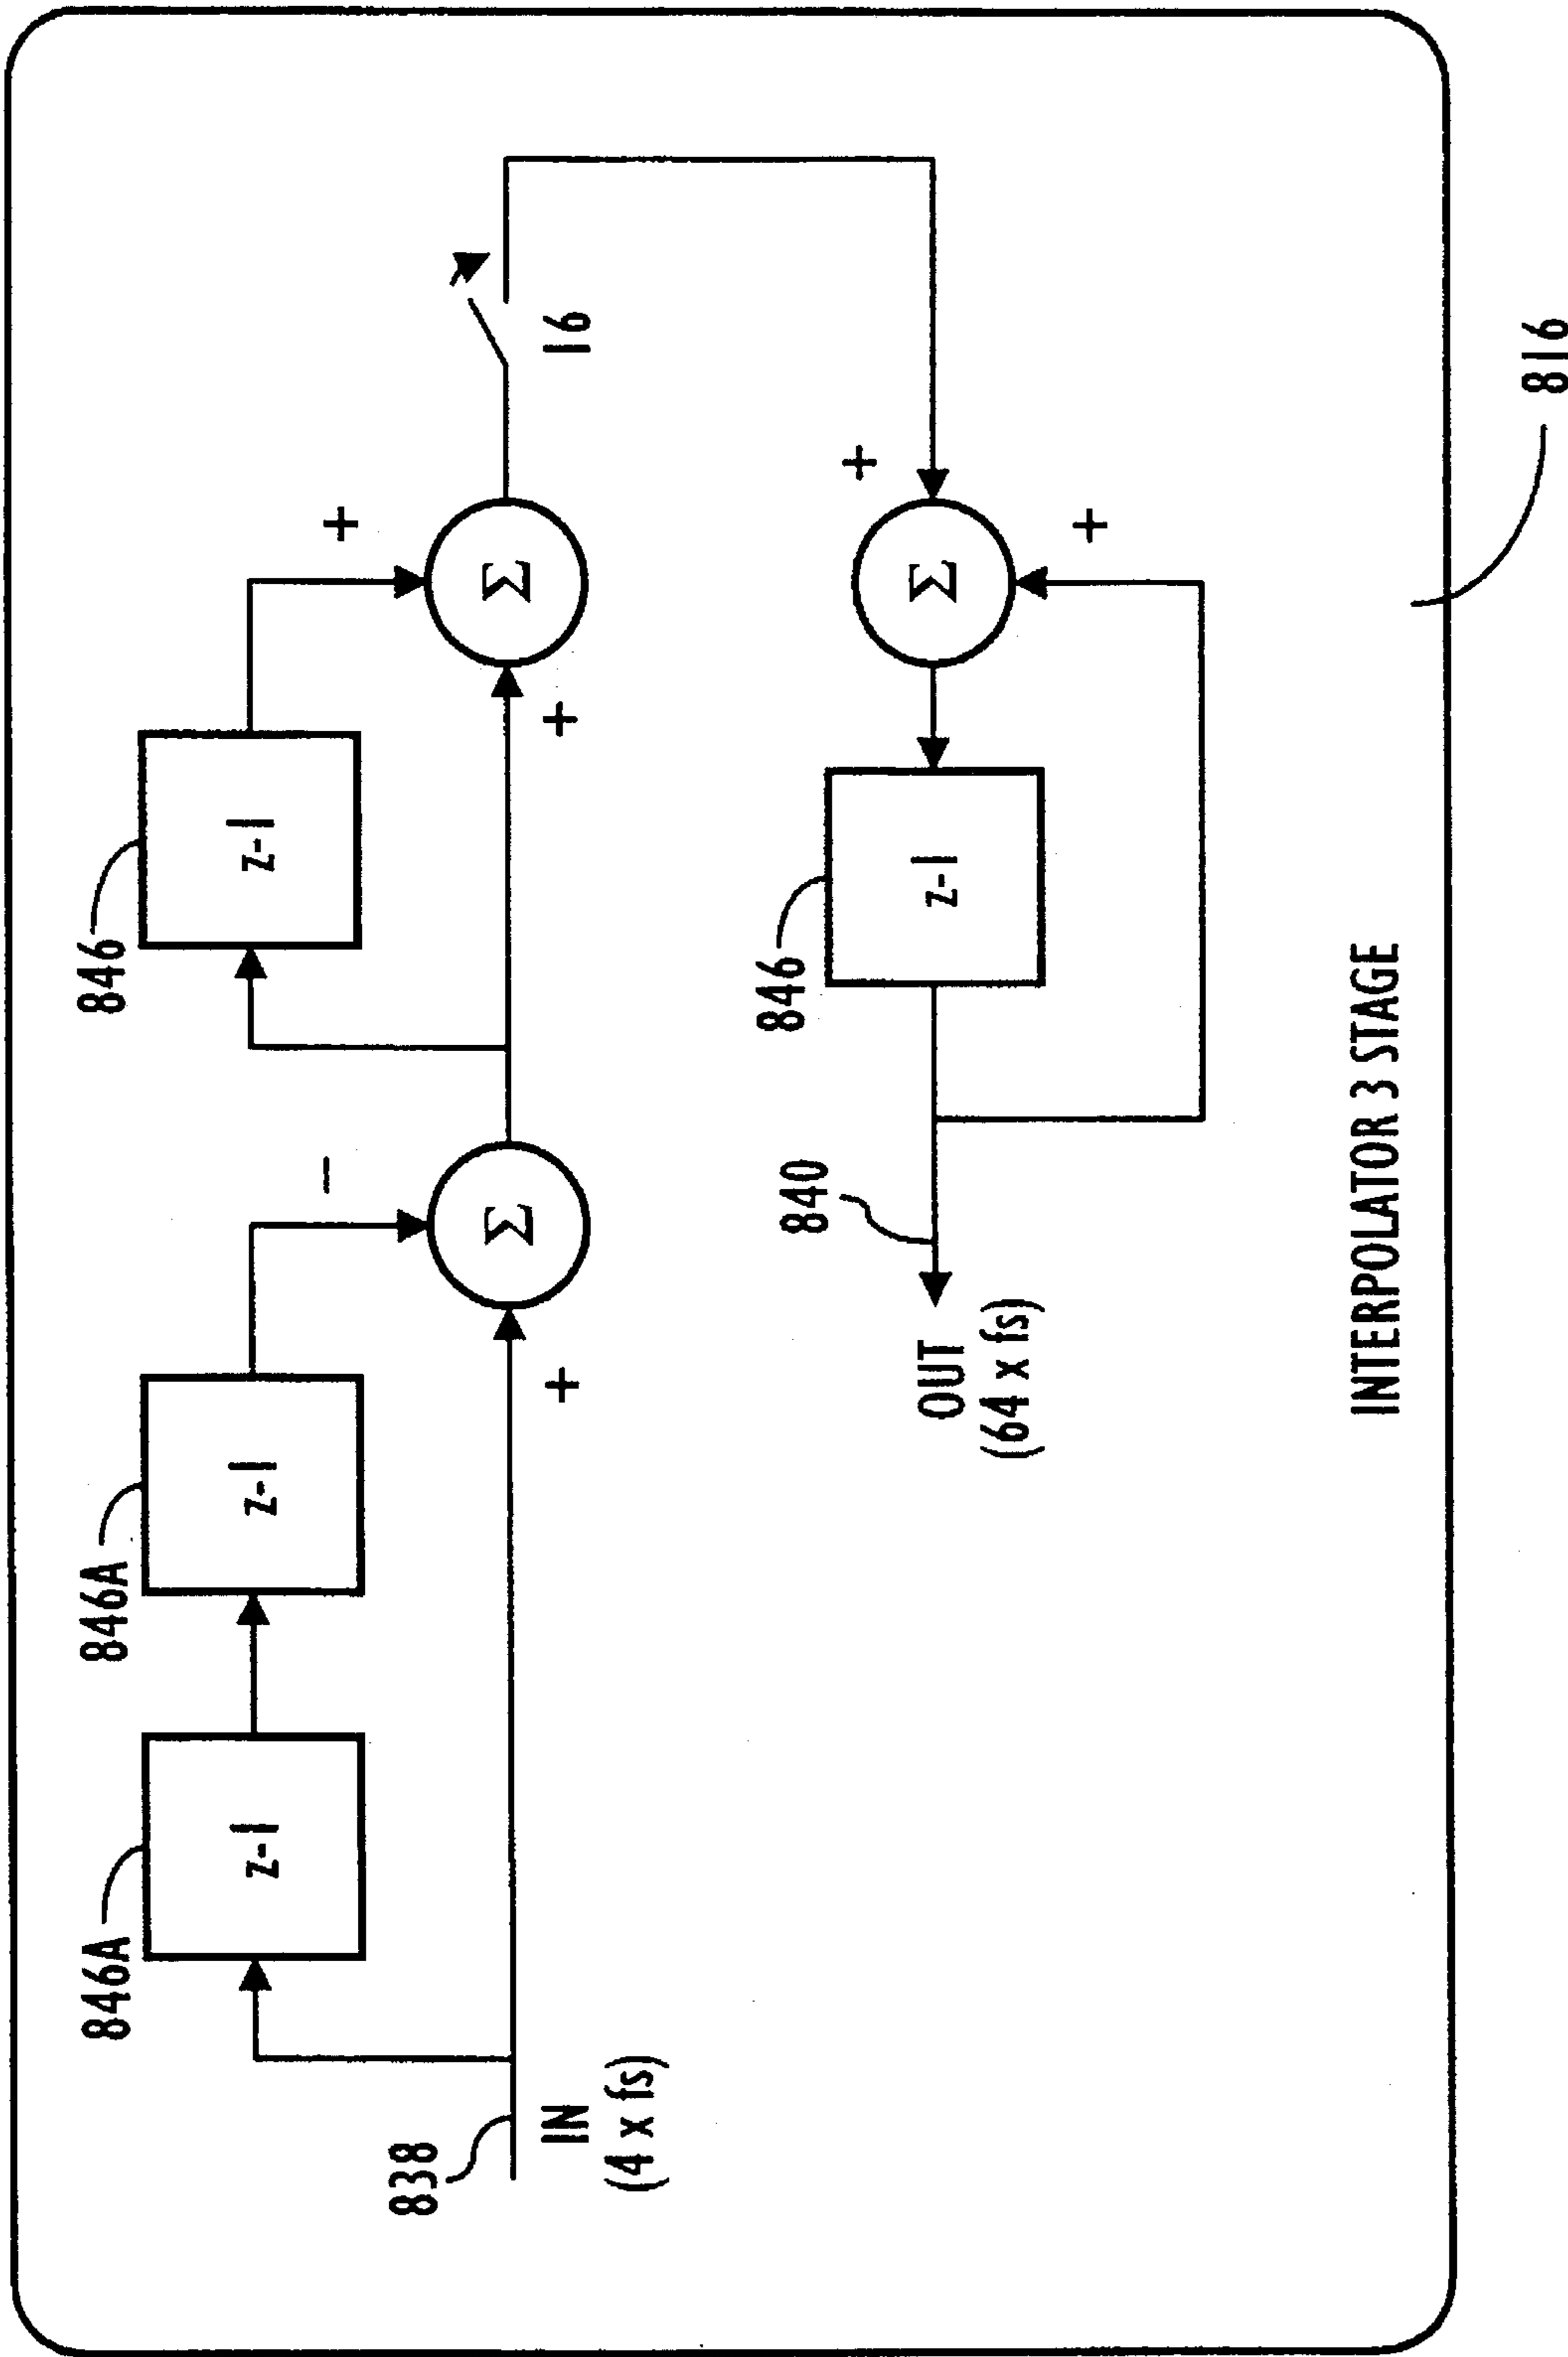 846A
846A
846
z-1
z-1
z-1
−
+
838
+
+
Σ
Σ
16
IN
(4 x fs)
840
846
+
z-1
Σ
OUT
(64 x fs)
+
INTERPOLATOR 3 STAGE
816